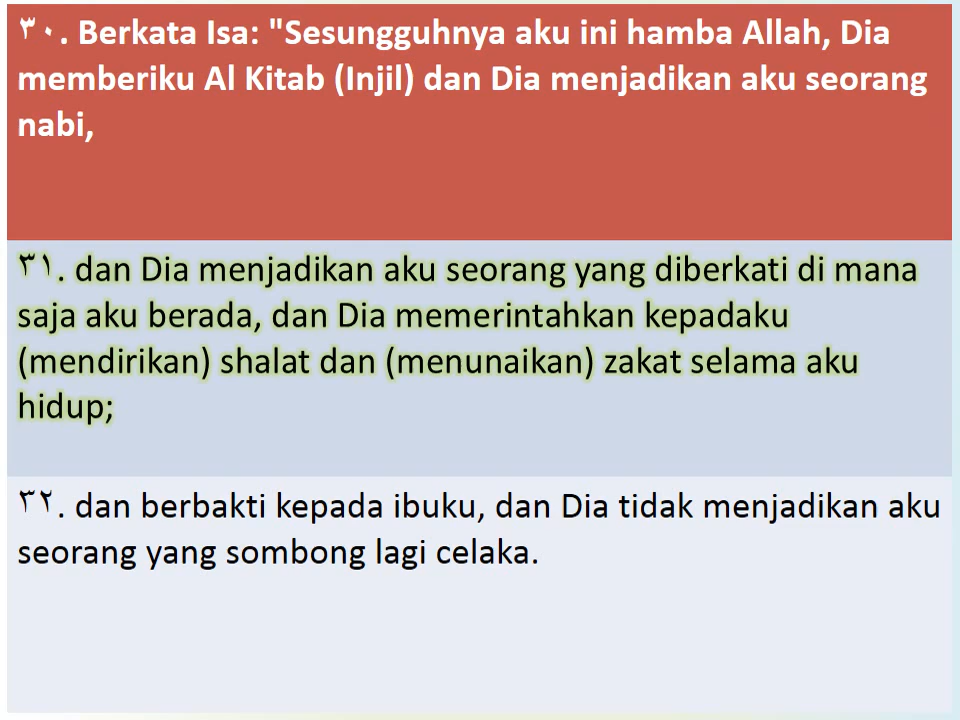 ٣٠. Berkata Isa: "Sesungguhnya aku ini hamba Allah, Dia
memberiku Al Kitab (Injil) dan Dia menjadikan aku seorang
nabi,
٣١. dan Dia menjadikan aku seorang yang diberkati di mana
saja aku berada, dan Dia memerintahkan kepadaku
(mendirikan) shalat dan (menunaikan) zakat selama aku
hidup;
٣٢. dan berbakti kepada ibuku, dan Dia tidak menjadikan aku
seorang yang sombong lagi celaka.